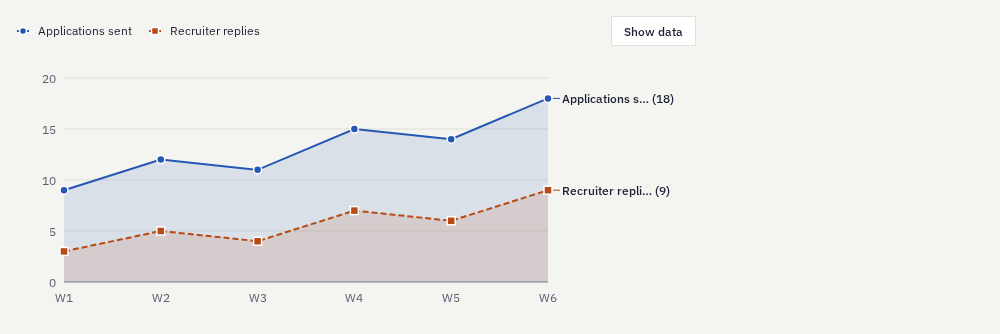 Applications sent
Recruiter replies
Show data
20
15
10
5
0
Applications s... (18)
Recruiter repli... (9)
W1 W2 W3 W4 W5 W6